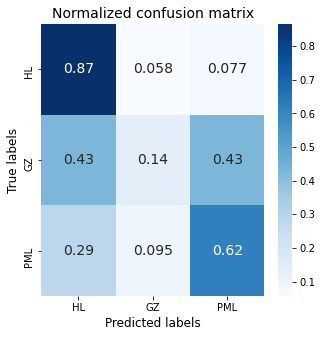 Normalized confusion matrix
HL 0.87 0.058 0.077
GZ 0.43 0.14 0.43
PML 0.29 0.095 0.62
HL GZ PML
True labels
Predicted labels
0.8
0.7
0.6
0.5
0.4
0.3
0.2
0.1